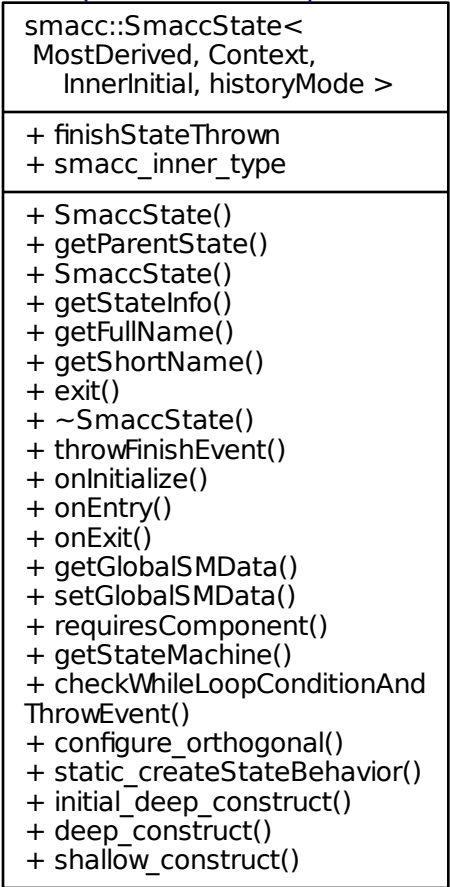 smacc::SmaccState<
MostDerived, Context,
InnerInitial, historyMode >
+ finishStateThrown
+ smacc_inner_type
+ SmaccState()
+ getParentState()
+ SmaccState()
+ getStateInfo()
+ getFullName()
+ getShortName()
+ exit()
+ ~SmaccState()
+ throwFinishEvent()
+ onInitialize()
+ onEntry()
+ onExit()
+ getGlobalSMData()
+ setGlobalSMData()
+ requiresComponent()
+ getStateMachine()
+ checkWhileLoopConditionAnd
ThrowEvent()
+ configure_orthogonal()
+ static_createStateBehavior()
+ initial_deep_construct()
+ deep_construct()
+ shallow_construct()